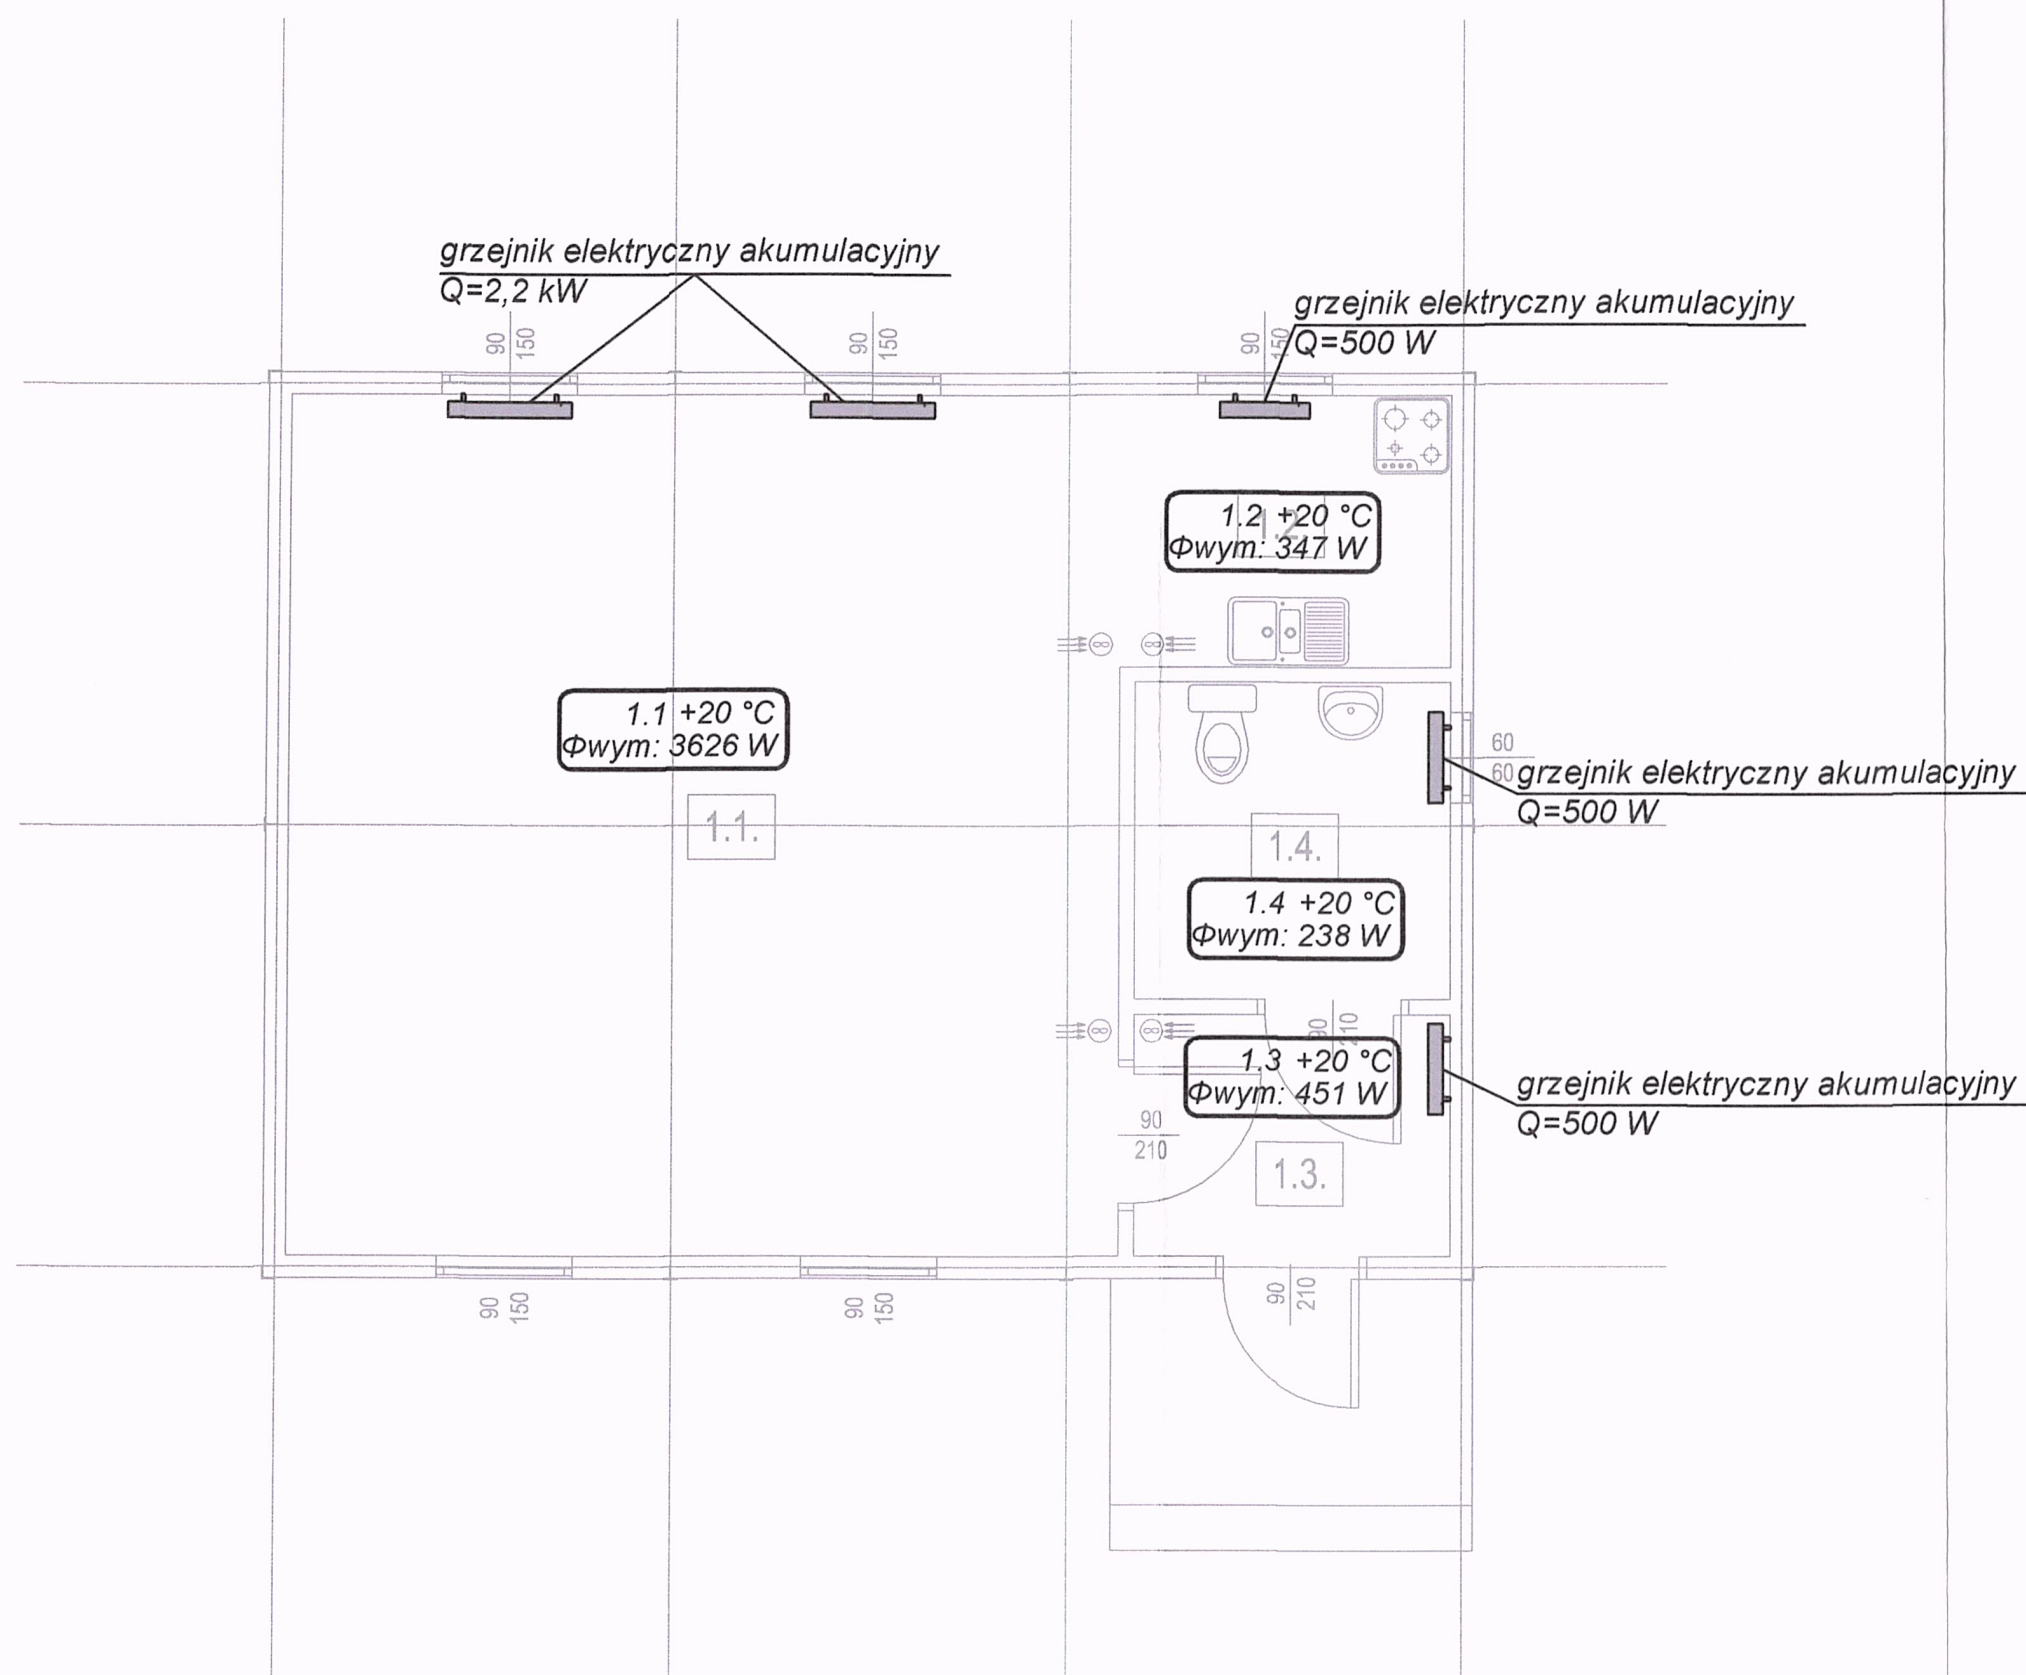 grzejnik elektryczny akumulacyjny
Q=2,2 kW
grzejnik elektryczny akumulacyjny
Q=500 W
90
150
90
150
90
150
1.2 +20 °C
Φwym: 347 W
1.2.
1.1 +20 °C
Φwym: 3626 W
1.1.
60
60
grzejnik elektryczny akumulacyjny
Q=500 W
1.4.
1.4 +20 °C
Φwym: 238 W
90
210
1.3 +20 °C
Φwym: 451 W
grzejnik elektryczny akumulacyjny
Q=500 W
90
210
1.3.
90
150
90
150
90
210